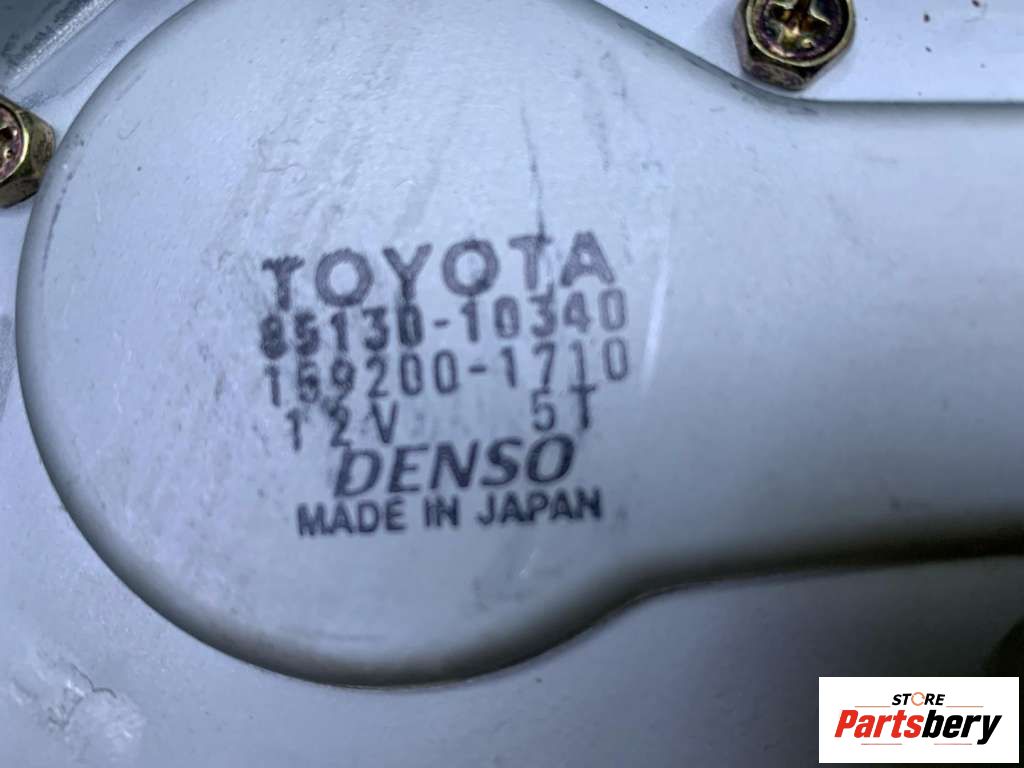 TOYOTA
85130-10340
159200-1710
12V 5T
DENSO
MADE IN JAPAN
STORE
Partsbery